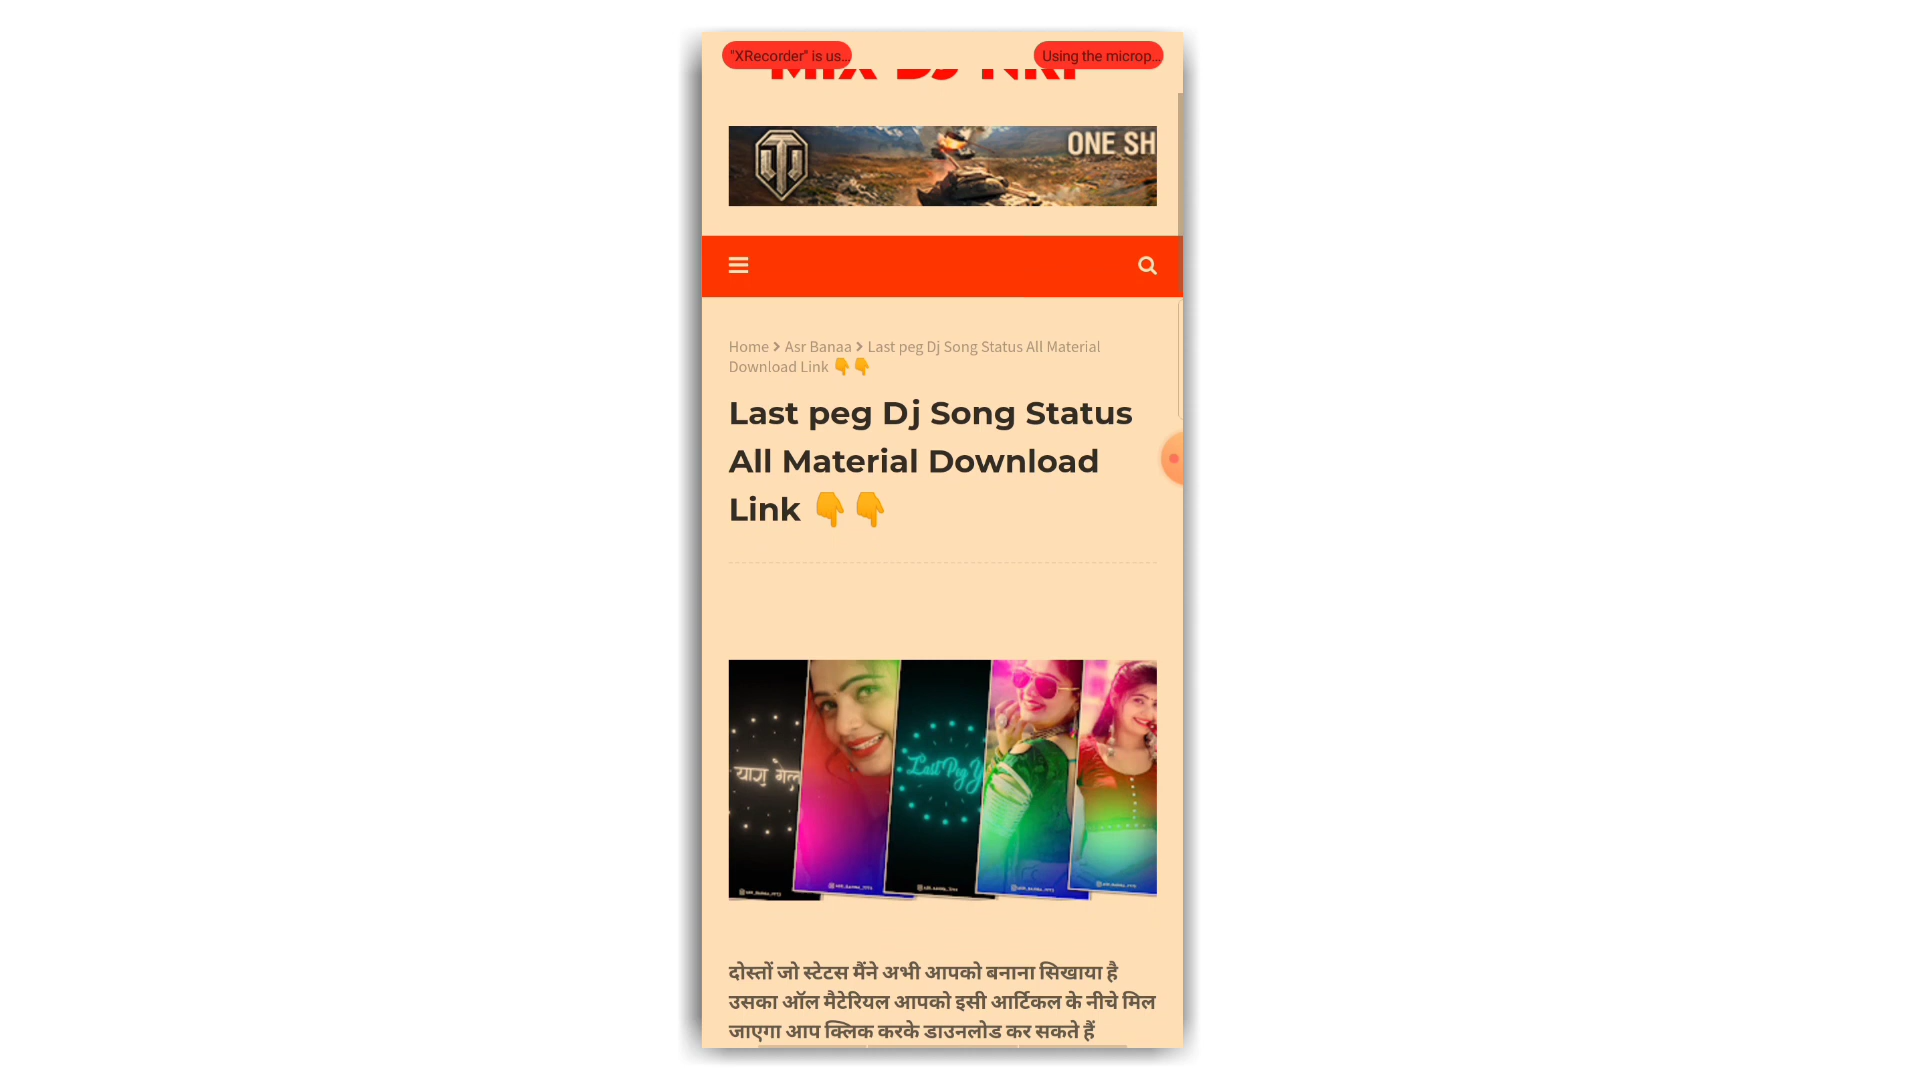 "XRecorder" is us...
Using the microp...
ONE SH
Home > Asr Banaa > Last peg Dj Song Status All Material
Download Link 👇👇
Last peg Dj Song Status
All Material Download
Link 👇👇
यारा गेल
Last Peg Y
दोस्तों जो स्टेटस मैंने अभी आपको बनाना सिखाया है
उसका ऑल मैटेरियल आपको इसी आर्टिकल के नीचे मिल
जाएगा आप क्लिक करके डाउनलोड कर सकते हैं